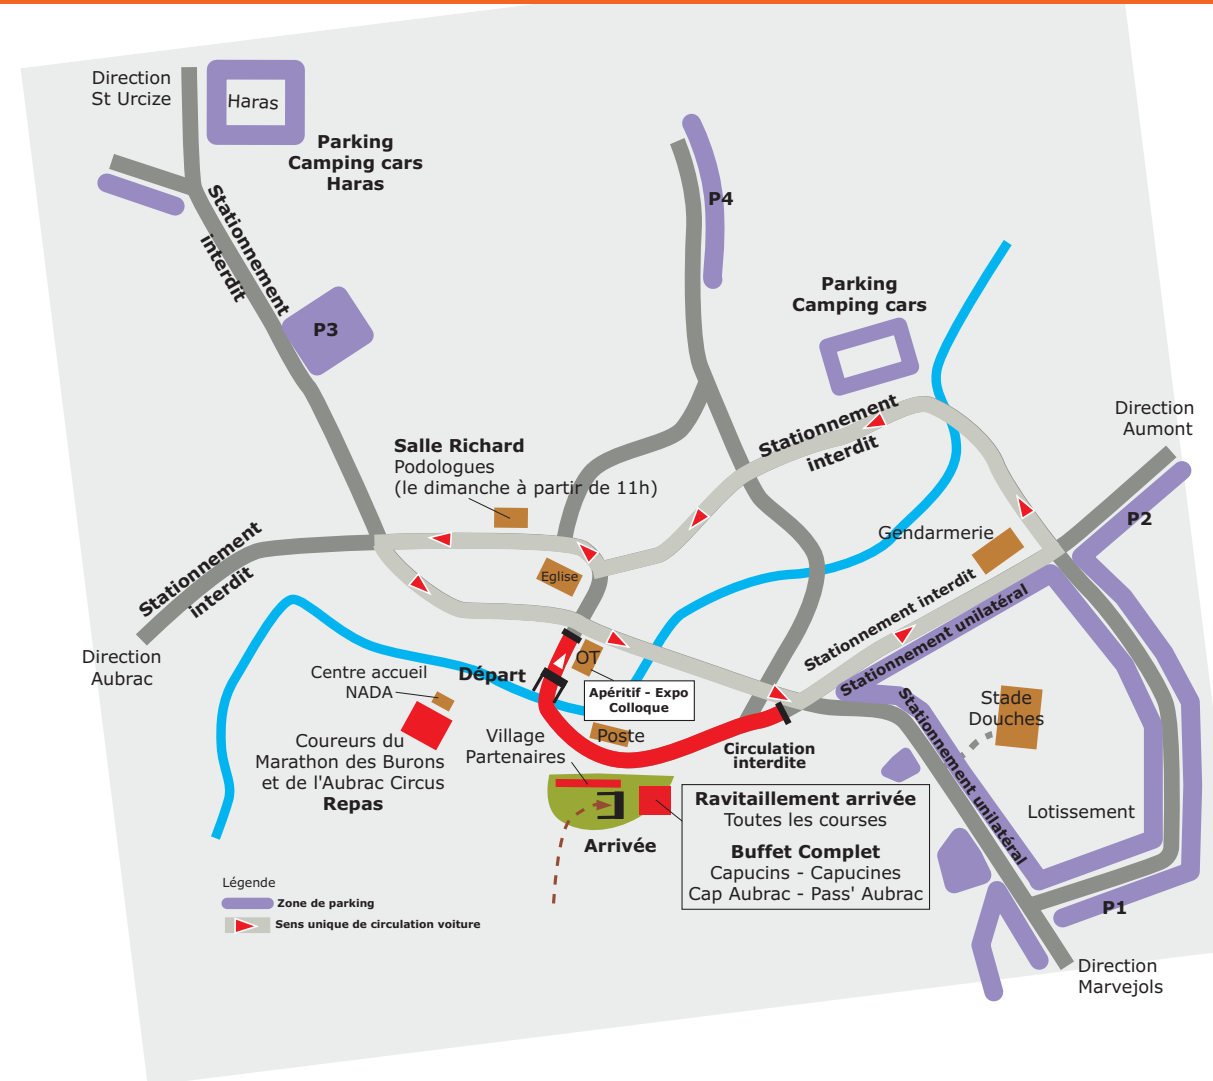 Direction
St Urcize
Haras
Parking
Camping cars
Haras
Stationnement
interdit
P3
P4
Parking
Camping cars
Stationnement
interdit
Direction
Aumont
P2
Salle Richard
Podologues
(le dimanche à partir de 11h)
Gendarmerie
Eglise
Stationnement
interdit
Direction
Aubrac
Stationnement interdit
Stationnement unilatéral
Centre accueil
NADA
Départ
OT
Apéritif - Expo
Colloque
Coureurs du
Marathon des Burons
et de l'Aubrac Circus
Repas
Village
Partenaires
Poste
Circulation
interdite
Stade
Douches
Stationnement unilatéral
Lotissement
Arrivée
Ravitaillement arrivée
Toutes les courses
Buffet Complet
Capucins - Capucines
Cap Aubrac - Pass' Aubrac
P1
Direction
Marvejols
Légende
Zone de parking
Sens unique de circulation voiture